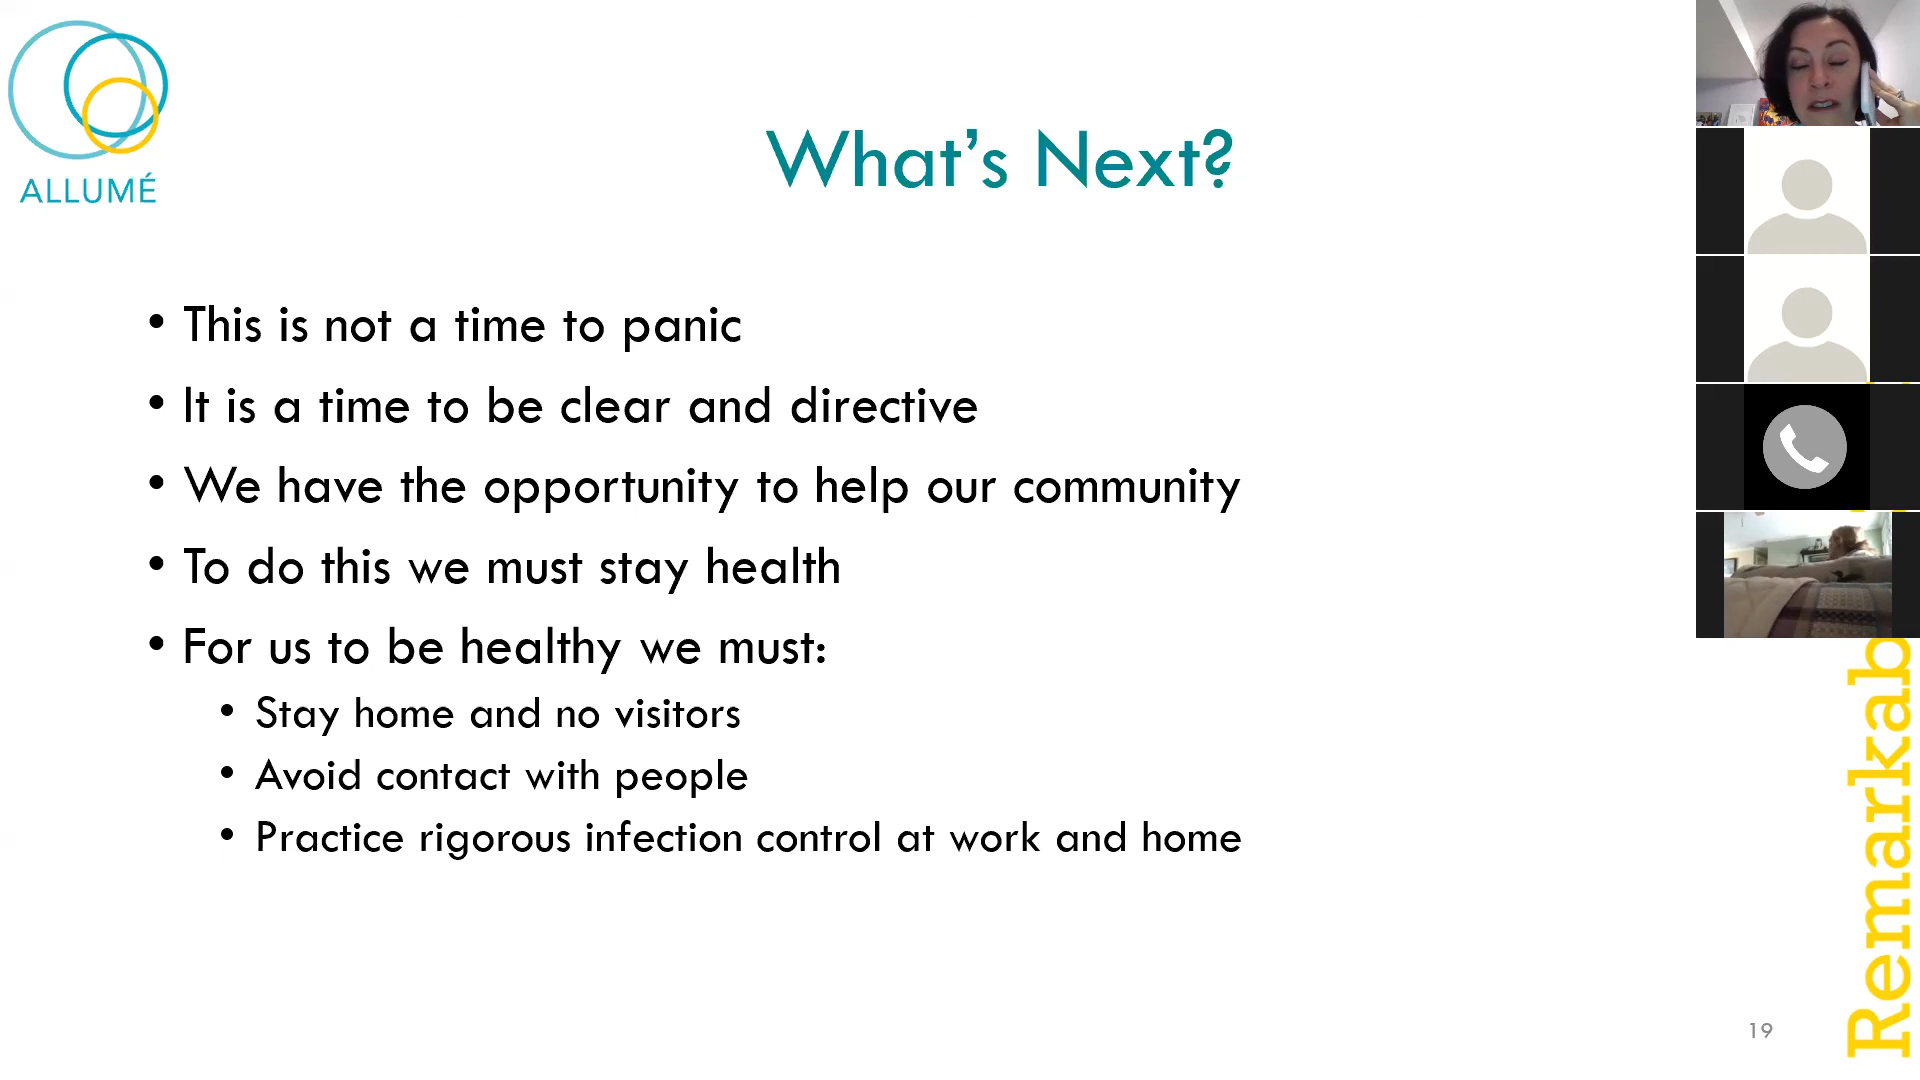 ALLUMÉ
What’s Next?
• This is not a time to panic
• It is a time to be clear and directive
• We have the opportunity to help our community
• To do this we must stay health
• For us to be healthy we must:
• Stay home and no visitors
• Avoid contact with people
• Practice rigorous infection control at work and home
Remarkab
19